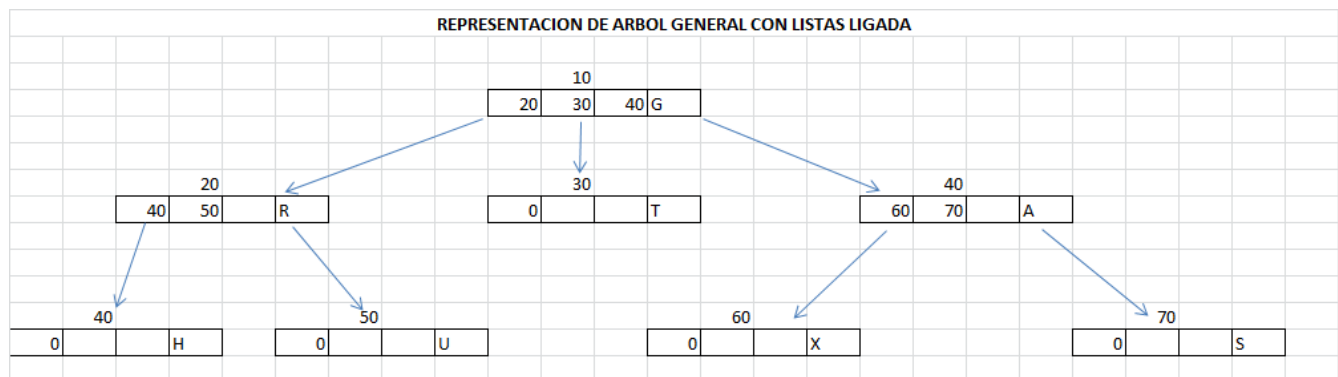 REPRESENTACION DE ARBOL GENERAL CON LISTAS LIGADA
10
20 30 40 G
20 30 40
40 50 R 0 T 60 70 A
40 50 60 70
0 H 0 U 0 X 0 S